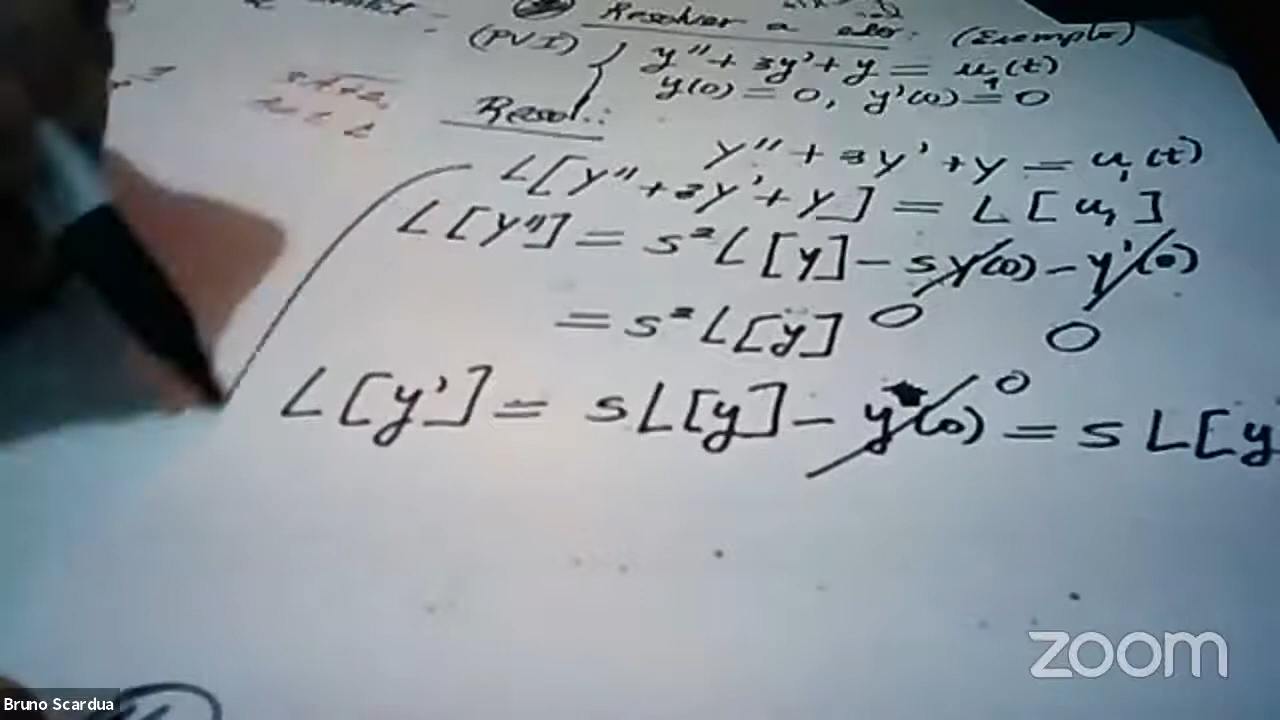 Resolver a edo: (Exemplo)
(PVI) { y'' + 3y' + y = u₁(t)
y(0) = 0, y'(0) = 0
Resol.:
y'' + 3y' + y = u₁(t)
L[y'' + 3y' + y] = L[u₁]
L[y''] = s²L[y] - sy(0) - y'(0)
= s²L[y] 0 0
L[y'] = sL[y] - y(0) 0 = sL[y
zoom
Bruno Scardua